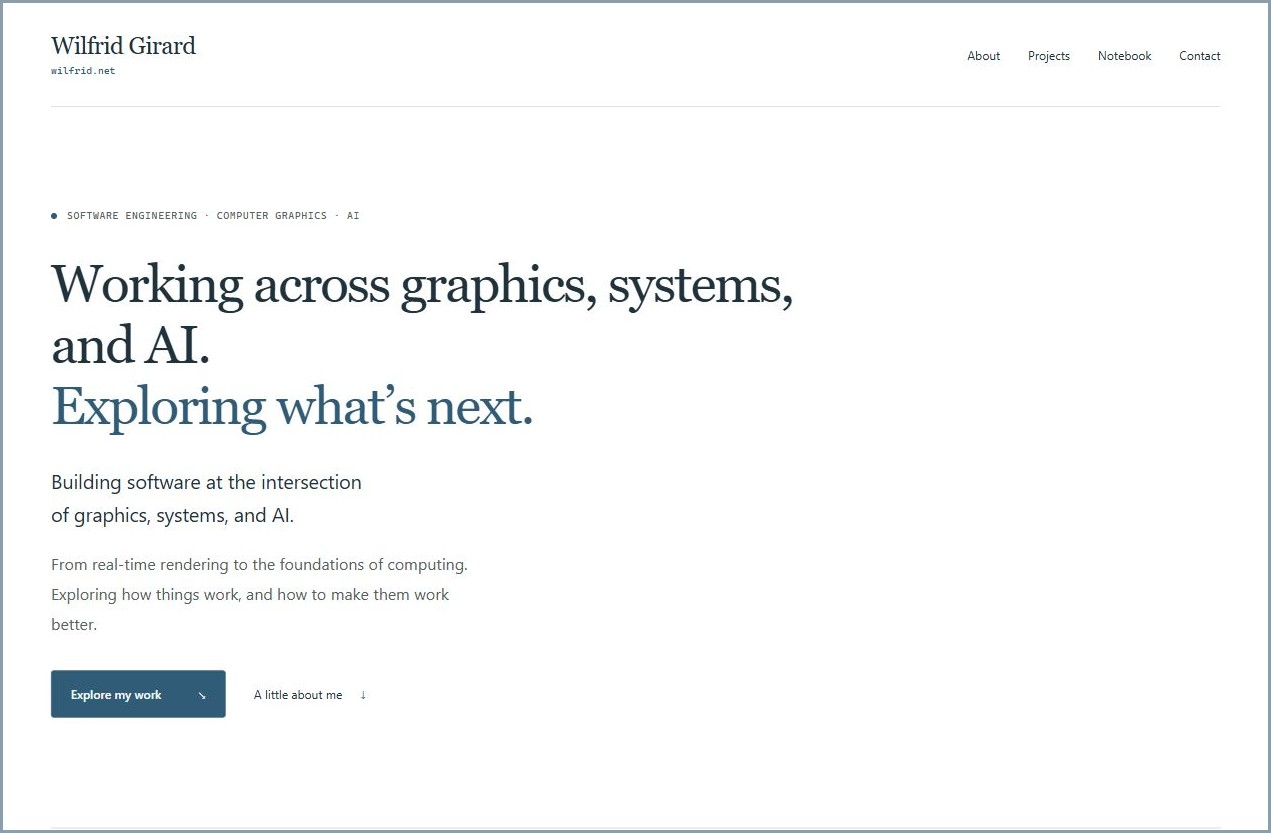 Wilfrid Girard
wilfrid.net
About Projects Notebook Contact
SOFTWARE ENGINEERING · COMPUTER GRAPHICS · AI
Working across graphics, systems,
and AI.
Exploring what’s next.
Building software at the intersection
of graphics, systems, and AI.
From real-time rendering to the foundations of computing.
Exploring how things work, and how to make them work
better.
Explore my work ↘ A little about me ↓